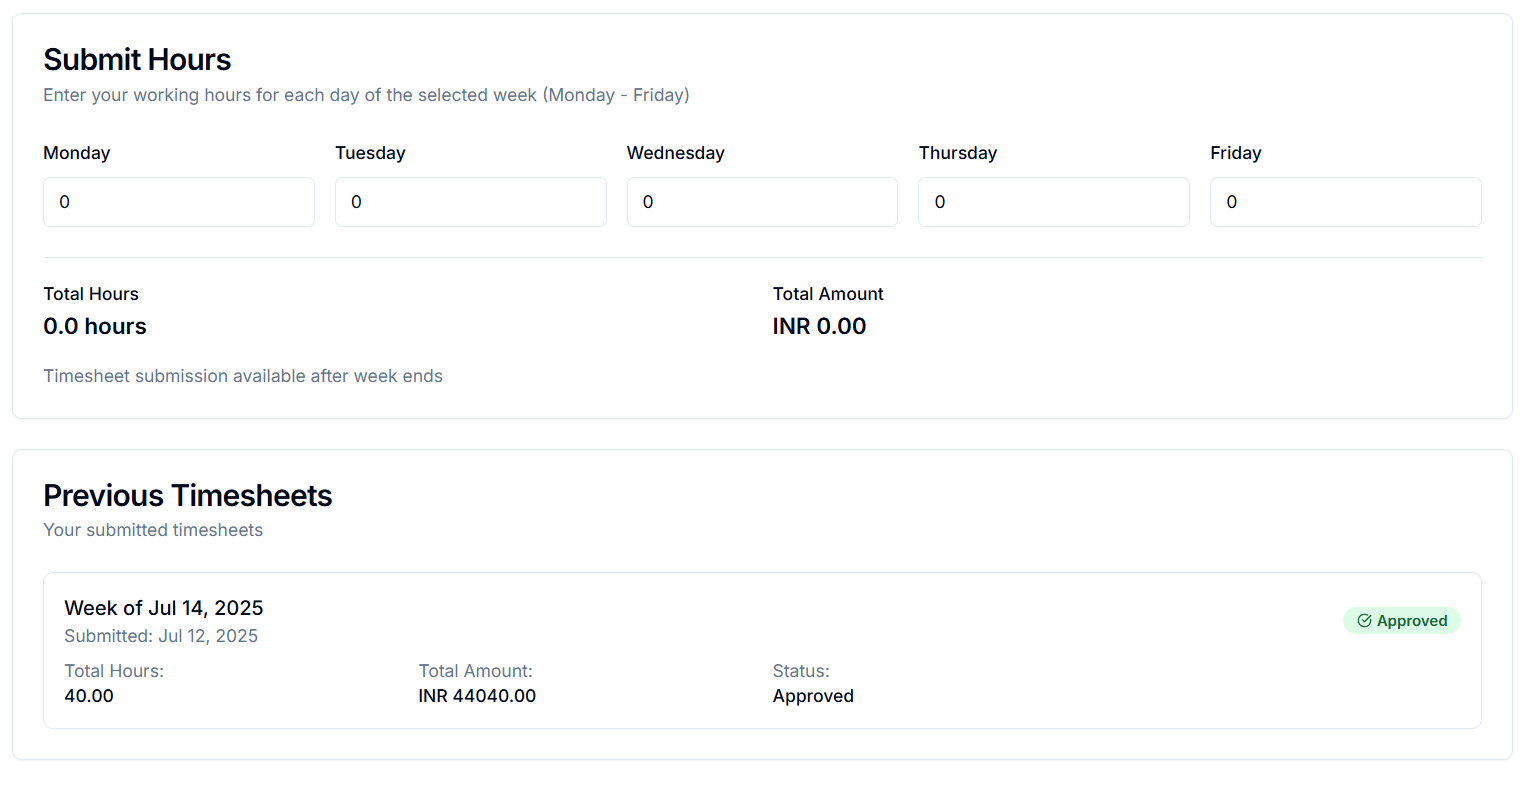 Submit Hours
Enter your working hours for each day of the selected week (Monday - Friday)
Monday Tuesday Wednesday Thursday Friday
0 0 0 0 0
Total Hours Total Amount
0.0 hours INR 0.00
Timesheet submission available after week ends
Previous Timesheets
Your submitted timesheets
Week of Jul 14, 2025
Approved
Submitted: Jul 12, 2025
Total Hours: Total Amount: Status:
40.00 INR 44040.00 Approved